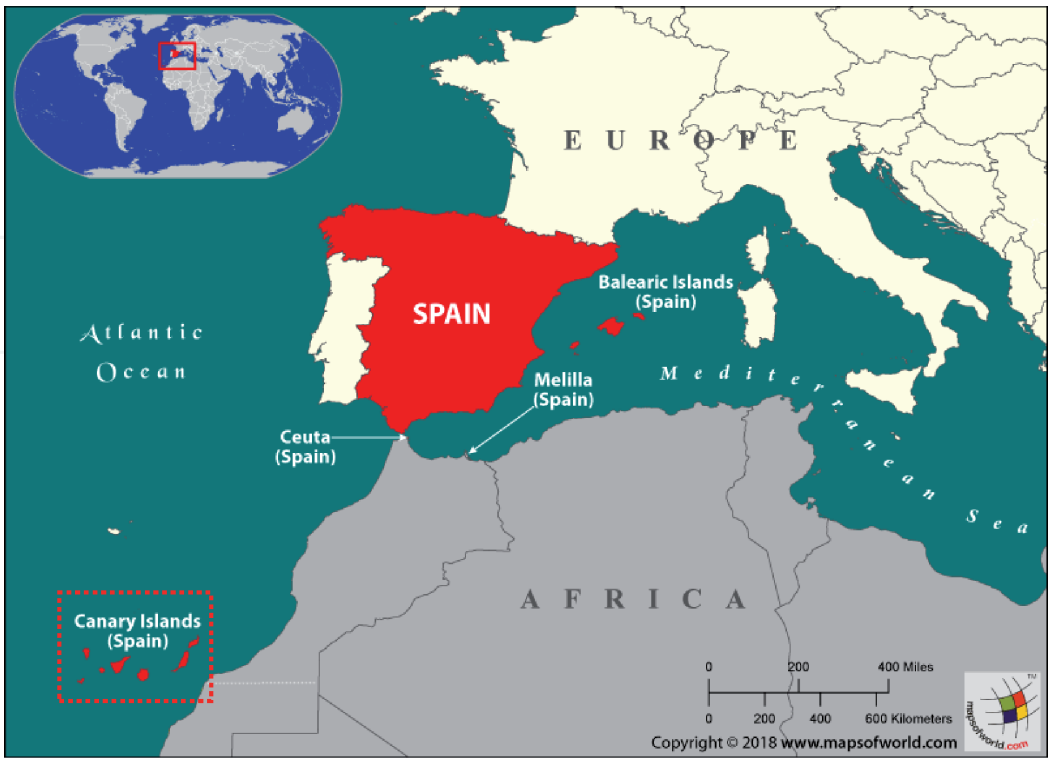 EUROPE
SPAIN
Balearic Islands
(Spain)
Atlantic
Ocean
Mediterranean Sea
Melilla
(Spain)
Ceuta
(Spain)
Canary Islands
(Spain)
AFRICA
0 200 400 Miles
0 200 400 600 Kilometers
Copyright © 2018 www.mapsofworld.com
TM
mapsofworld.com